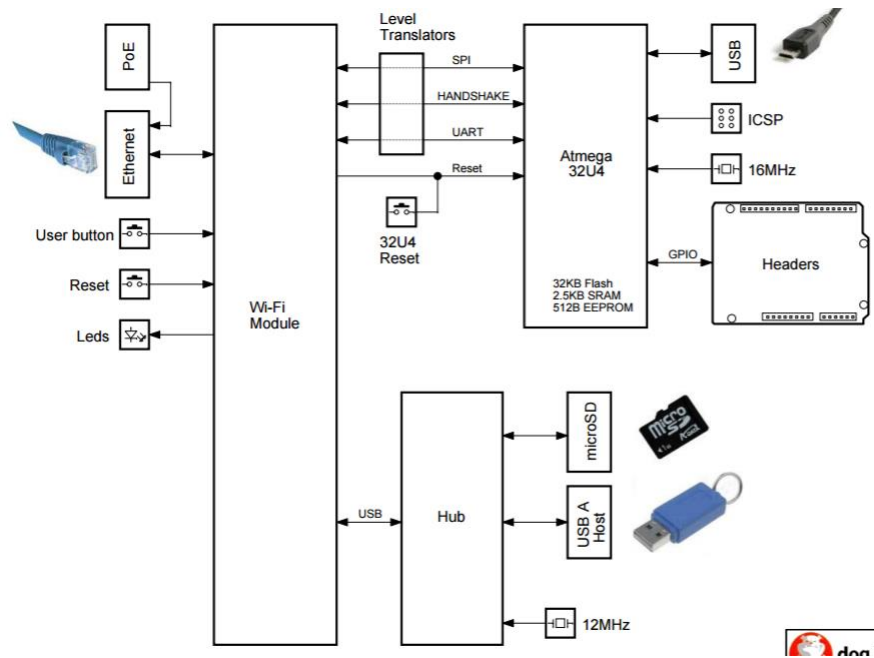 Level
Translators
PoE
Ethernet
User button
Reset
Leds
Wi-Fi
Module
SPI
HANDSHAKE
UART
Reset
32U4
Reset
Atmega
32U4
32KB Flash
2.5KB SRAM
512B EEPROM
USB
ICSP
16MHz
GPIO
Headers
USB
Hub
microSD
micro
SD
USB A
Host
12MHz
dog